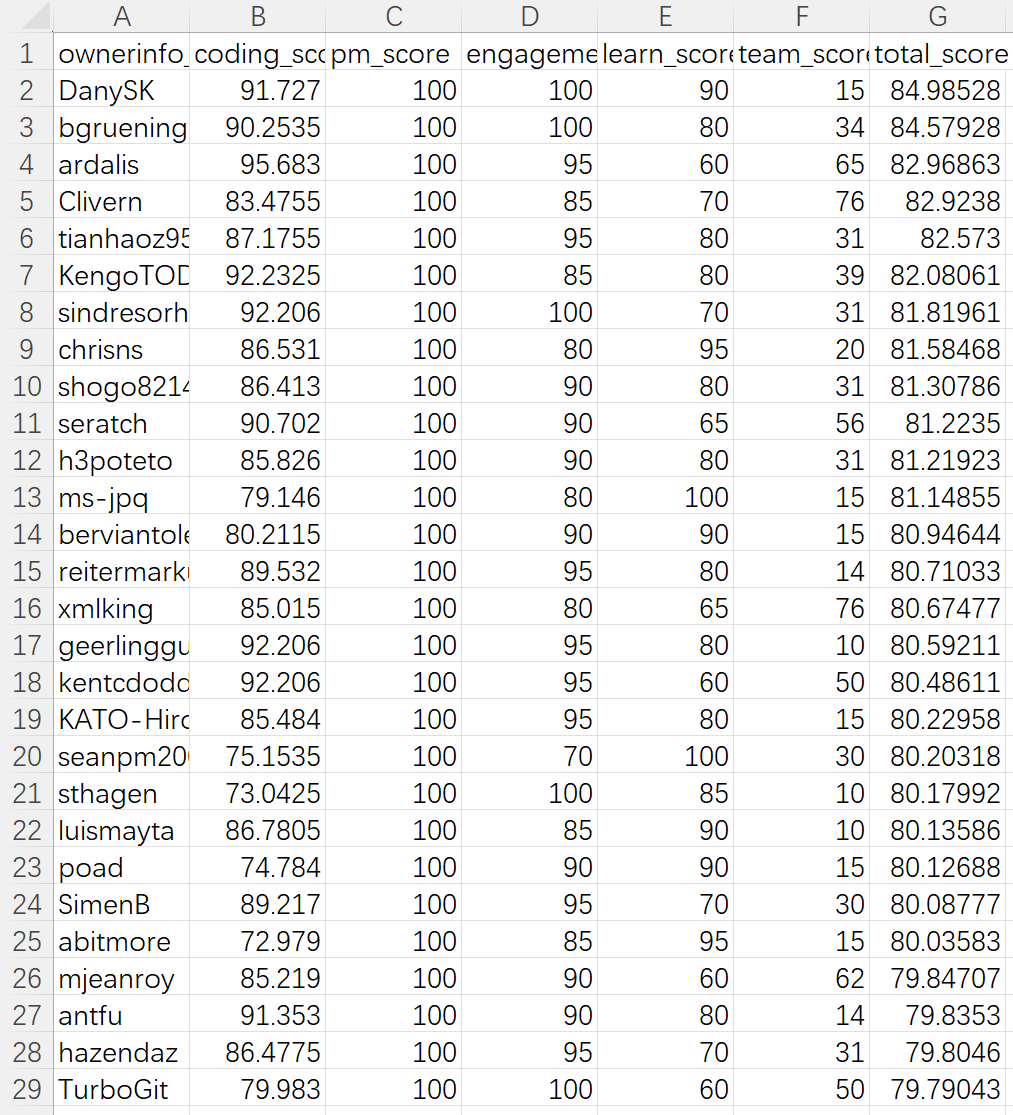 A B C D E F G
1 ownerinfo_ coding_sco pm_score engageme learn_score team_score total_score
2 DanySK 91.727 100 100 90 15 84.98528
3 bgruening 90.2535 100 100 80 34 84.57928
4 ardalis 95.683 100 95 60 65 82.96863
5 Clivern 83.4755 100 85 70 76 82.9238
6 tianhaoz95 87.1755 100 95 80 31 82.573
7 KengoTOD 92.2325 100 85 80 39 82.08061
8 sindresorh 92.206 100 100 70 31 81.81961
9 chrisns 86.531 100 80 95 20 81.58468
10 shogo8214 86.413 100 90 80 31 81.30786
11 seratch 90.702 100 90 65 56 81.2235
12 h3poteto 85.826 100 90 80 31 81.21923
13 ms-jpq 79.146 100 80 100 15 81.14855
14 berviantole 80.2115 100 90 90 15 80.94644
15 reitermarku 89.532 100 95 80 14 80.71033
16 xmlking 85.015 100 80 65 76 80.67477
17 geerlinggu 92.206 100 95 80 10 80.59211
18 kentcdodd 92.206 100 95 60 50 80.48611
19 KATO-Hiro 85.484 100 95 80 15 80.22958
20 seanpm200 75.1535 100 70 100 30 80.20318
21 sthagen 73.0425 100 100 85 10 80.17992
22 luismayta 86.7805 100 85 90 10 80.13586
23 poad 74.784 100 90 90 15 80.12688
24 SimenB 89.217 100 95 70 30 80.08777
25 abitmore 72.979 100 85 95 15 80.03583
26 mjeanroy 85.219 100 90 60 62 79.84707
27 antfu 91.353 100 90 80 14 79.8353
28 hazendaz 86.4775 100 95 70 31 79.8046
29 TurboGit 79.983 100 100 60 50 79.79043